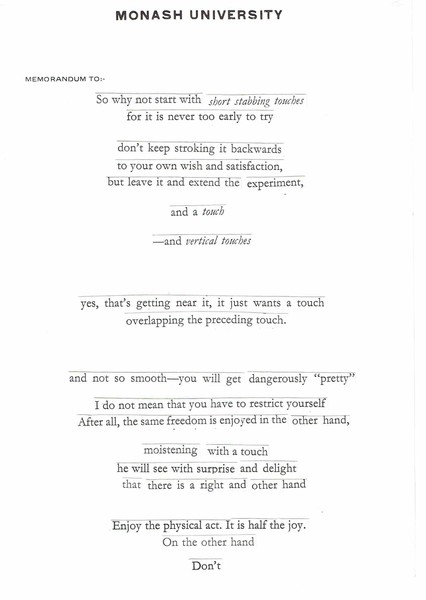 MONASH UNIVERSITY
MEMORANDUM TO:-
So why not start with short stabbing touches
for it is never too early to try
don't keep stroking it backwards
to your own wish and satisfaction,
but leave it and extend the experiment,
and a touch
—and vertical touches
yes, that's getting near it, it just wants a touch
overlapping the preceding touch.
and not so smooth—you will get dangerously "pretty"
I do not mean that you have to restrict yourself
After all, the same freedom is enjoyed in the other hand,
moistening with a touch
he will see with surprise and delight
that there is a right and other hand
Enjoy the physical act. It is half the joy.
On the other hand
Don't